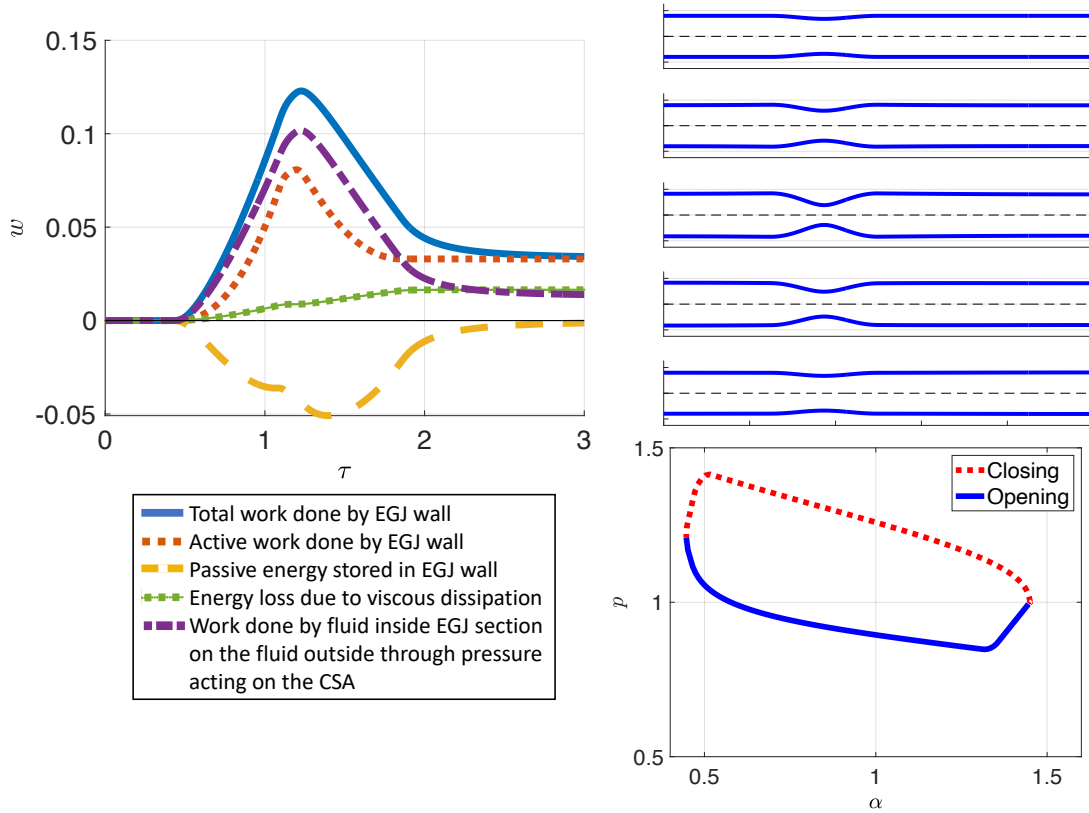 0.15
0.1
0.05
0
-0.05
w
0 1 2 3
τ
Total work done by EGJ wall
Active work done by EGJ wall
Passive energy stored in EGJ wall
Energy loss due to viscous dissipation
Work done by fluid inside EGJ section
on the fluid outside through pressure
acting on the CSA
1.5
1
0.5
p
Closing
Opening
0.5 1 1.5
α